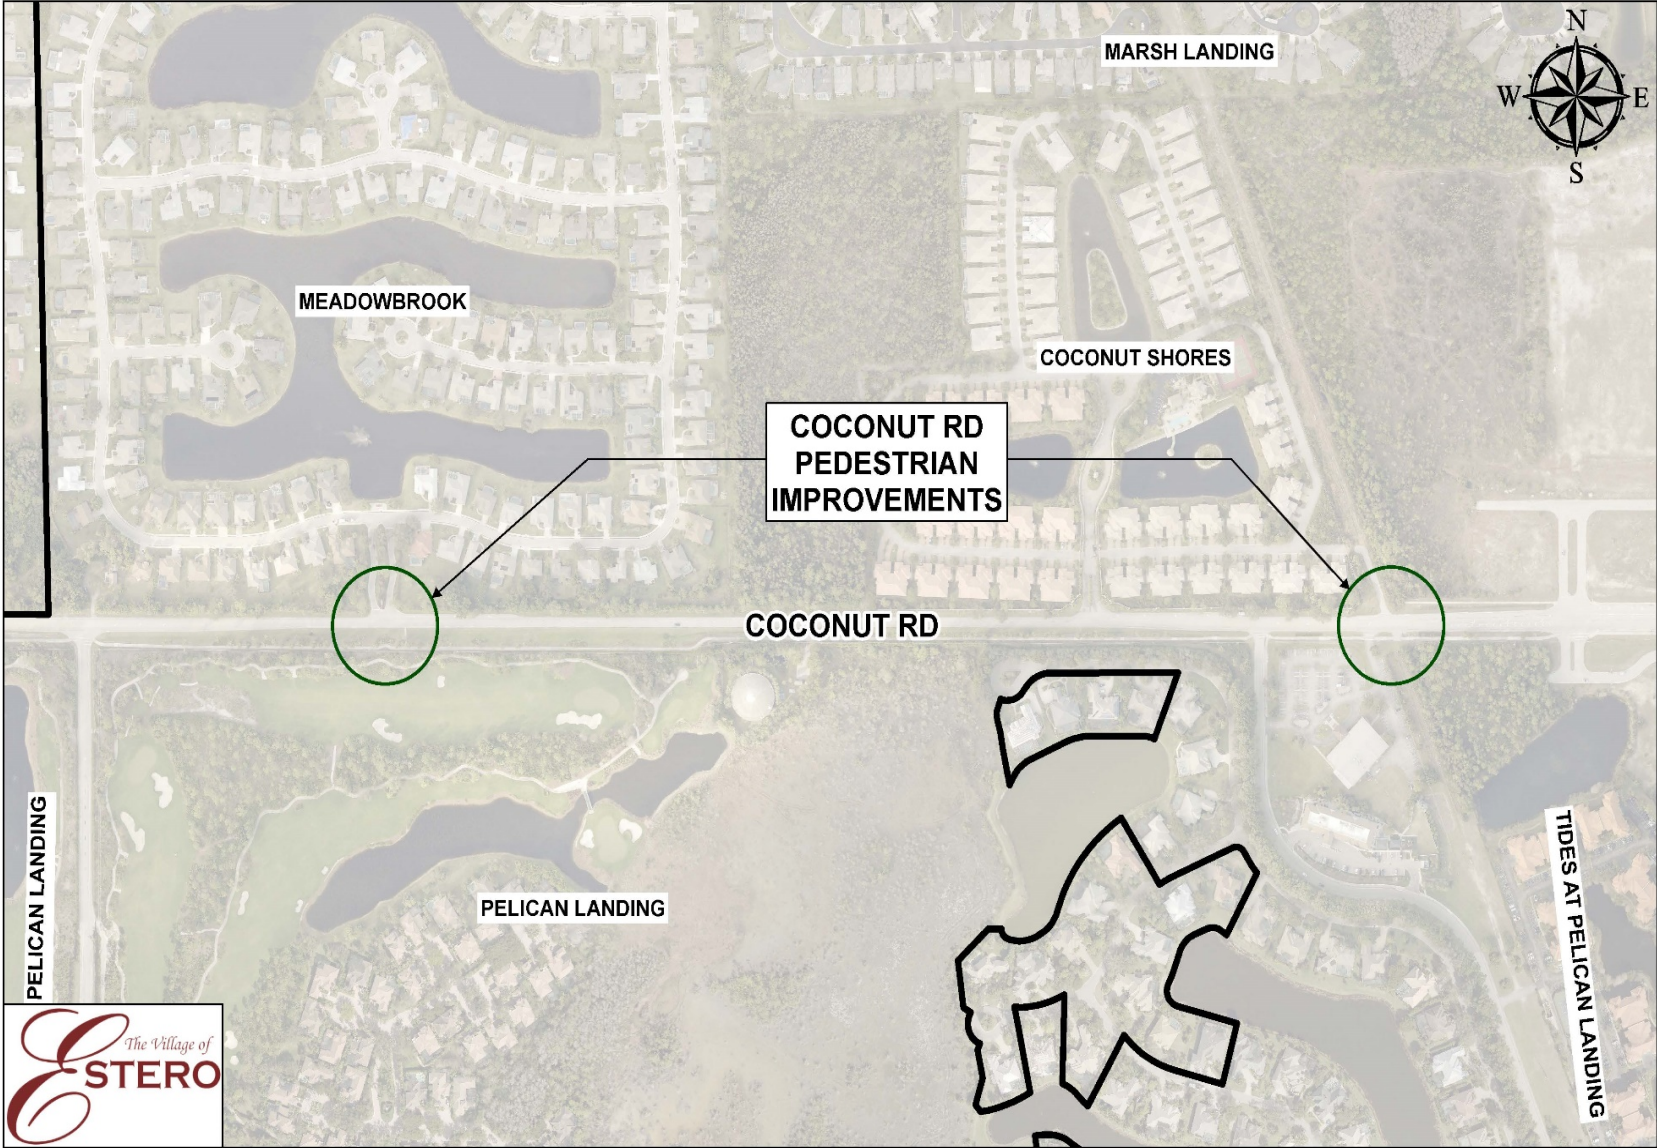 MARSH LANDING
N
W
E
S
MEADOWBROOK
COCONUT SHORES
COCONUT RD
PEDESTRIAN
IMPROVEMENTS
COCONUT RD
PELICAN LANDING
PELICAN LANDING
TIDES AT PELICAN LANDING
The Village of
ESTERO